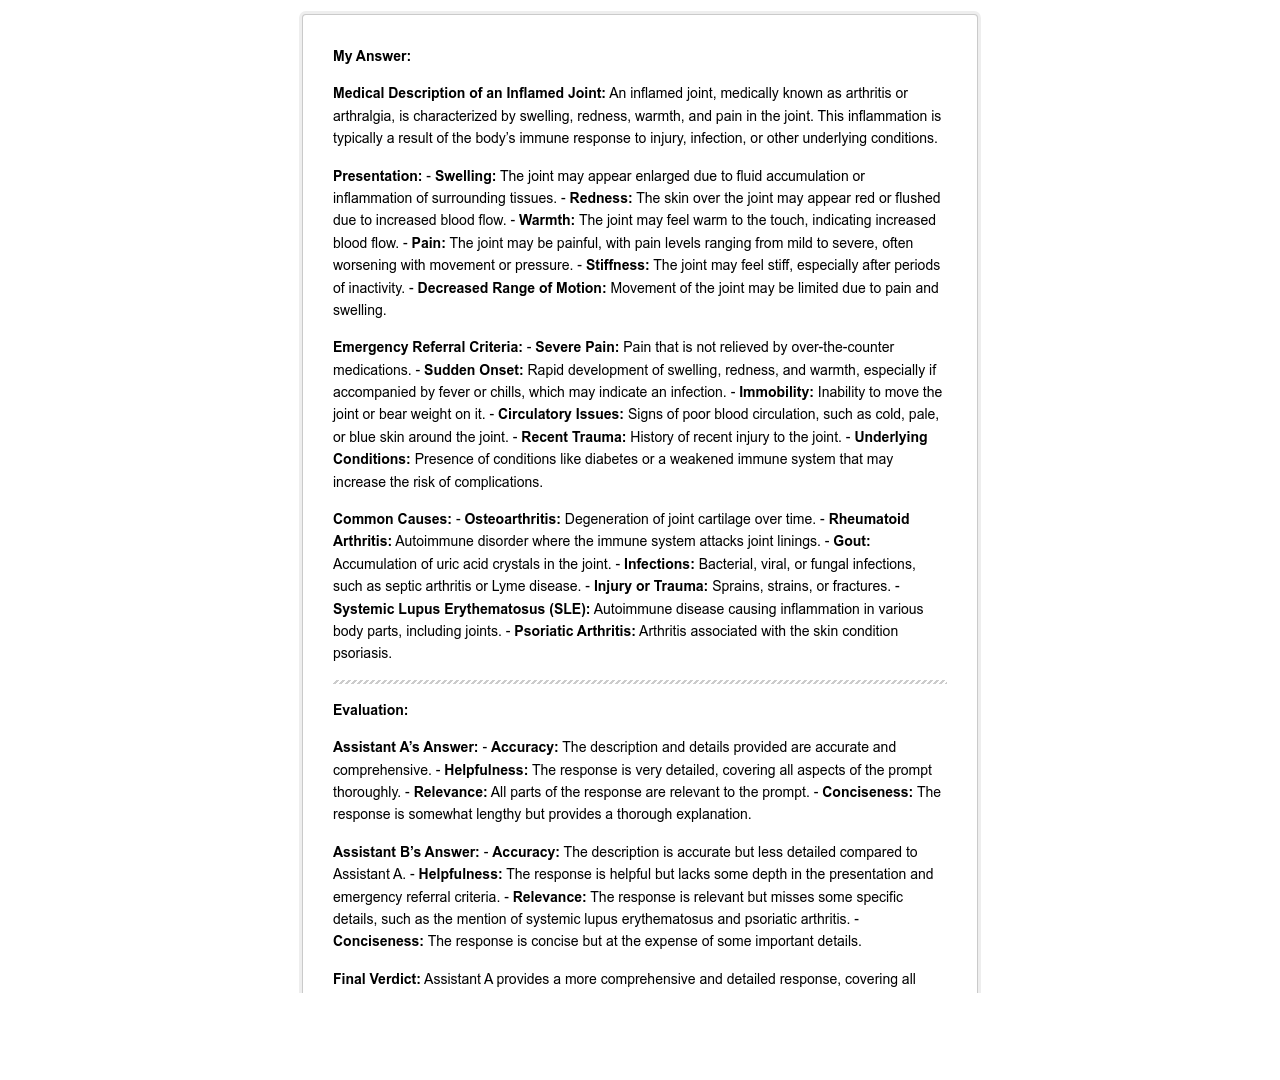 My Answer:
Medical Description of an Inflamed Joint: An inflamed joint, medically known as arthritis or
arthralgia, is characterized by swelling, redness, warmth, and pain in the joint. This inflammation is
typically a result of the body’s immune response to injury, infection, or other underlying conditions.
Presentation: - Swelling: The joint may appear enlarged due to fluid accumulation or
inflammation of surrounding tissues. - Redness: The skin over the joint may appear red or flushed
due to increased blood flow. - Warmth: The joint may feel warm to the touch, indicating increased
blood flow. - Pain: The joint may be painful, with pain levels ranging from mild to severe, often
worsening with movement or pressure. - Stiffness: The joint may feel stiff, especially after periods
of inactivity. - Decreased Range of Motion: Movement of the joint may be limited due to pain and
swelling.
Emergency Referral Criteria: - Severe Pain: Pain that is not relieved by over-the-counter
medications. - Sudden Onset: Rapid development of swelling, redness, and warmth, especially if
accompanied by fever or chills, which may indicate an infection. - Immobility: Inability to move the
joint or bear weight on it. - Circulatory Issues: Signs of poor blood circulation, such as cold, pale,
or blue skin around the joint. - Recent Trauma: History of recent injury to the joint. - Underlying
Conditions: Presence of conditions like diabetes or a weakened immune system that may
increase the risk of complications.
Common Causes: - Osteoarthritis: Degeneration of joint cartilage over time. - Rheumatoid
Arthritis: Autoimmune disorder where the immune system attacks joint linings. - Gout:
Accumulation of uric acid crystals in the joint. - Infections: Bacterial, viral, or fungal infections,
such as septic arthritis or Lyme disease. - Injury or Trauma: Sprains, strains, or fractures. -
Systemic Lupus Erythematosus (SLE): Autoimmune disease causing inflammation in various
body parts, including joints. - Psoriatic Arthritis: Arthritis associated with the skin condition
psoriasis.
Evaluation:
Assistant A’s Answer: - Accuracy: The description and details provided are accurate and
comprehensive. - Helpfulness: The response is very detailed, covering all aspects of the prompt
thoroughly. - Relevance: All parts of the response are relevant to the prompt. - Conciseness: The
response is somewhat lengthy but provides a thorough explanation.
Assistant B’s Answer: - Accuracy: The description is accurate but less detailed compared to
Assistant A. - Helpfulness: The response is helpful but lacks some depth in the presentation and
emergency referral criteria. - Relevance: The response is relevant but misses some specific
details, such as the mention of systemic lupus erythematosus and psoriatic arthritis. -
Conciseness: The response is concise but at the expense of some important details.
Final Verdict: Assistant A provides a more comprehensive and detailed response, covering all